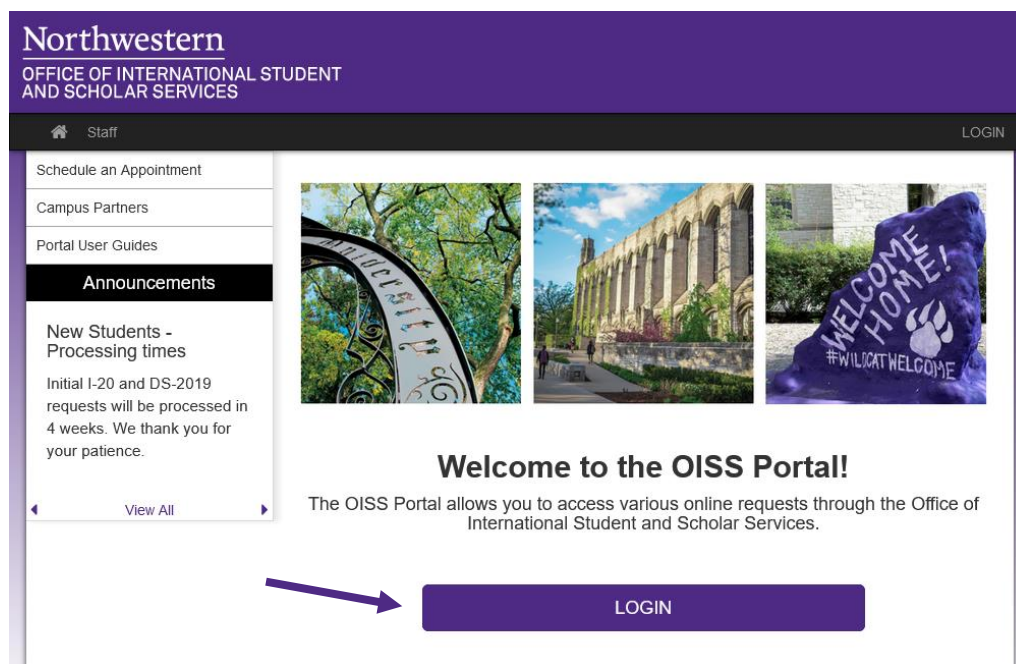 Northwestern
OFFICE OF INTERNATIONAL STUDENT
AND SCHOLAR SERVICES
Staff
LOGIN
Schedule an Appointment
Campus Partners
Portal User Guides
Announcements
New Students -
Processing times
Initial I-20 and DS-2019
requests will be processed in
4 weeks. We thank you for
your patience.
View All
University
WELCOME
HOME!
#WILDCATWELCOME
Welcome to the OISS Portal!
The OISS Portal allows you to access various online requests through the Office of
International Student and Scholar Services.
LOGIN